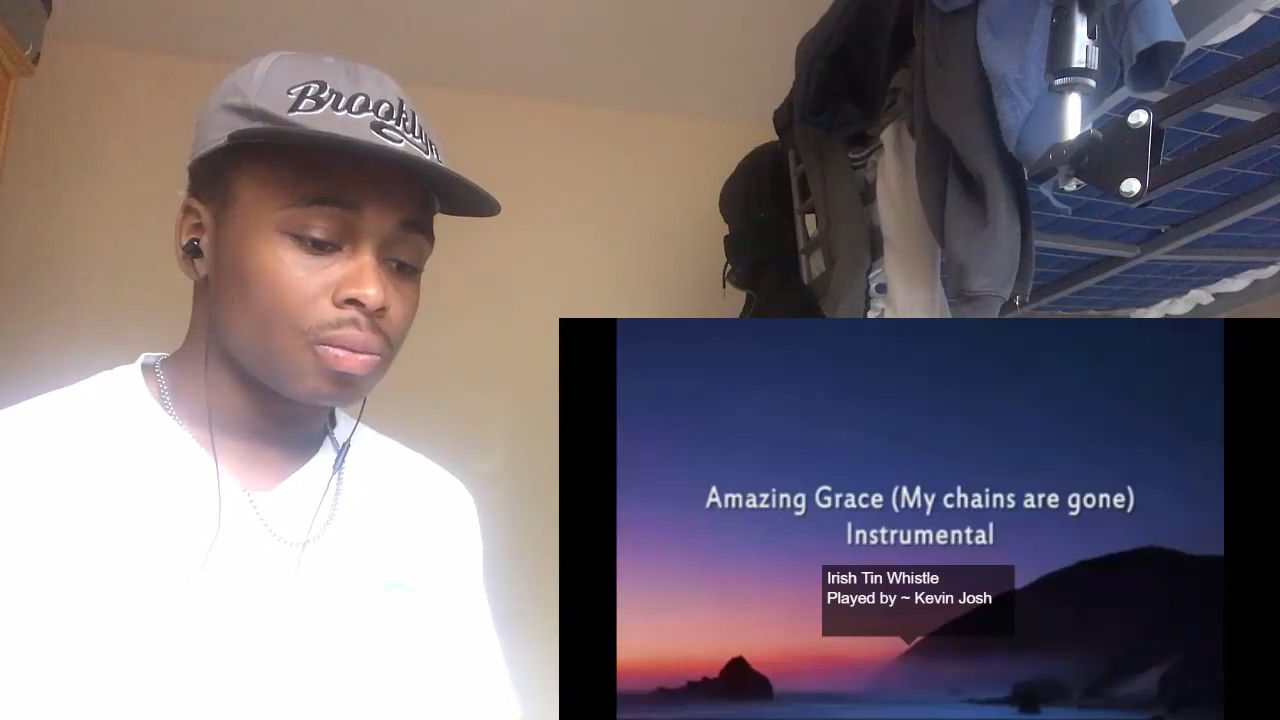 Brooklyn
Amazing Grace (My chains are gone)
Instrumental
Irish Tin Whistle
Played by ~ Kevin Josh